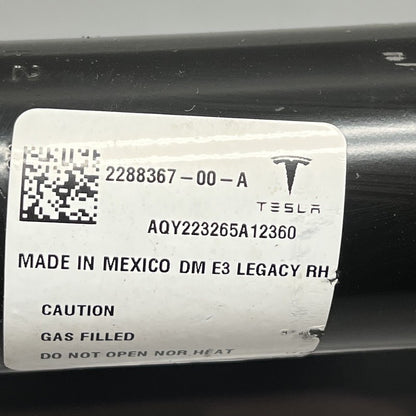 2288367-00-A
TESLA
AQY223265A12360
MADE IN MEXICO DM E3 LEGACY RH
CAUTION
GAS FILLED
DO NOT OPEN NOR HEAT